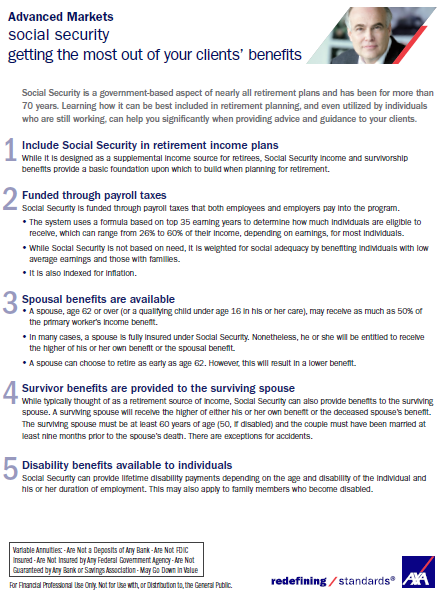 Advanced Markets
social security
getting the most out of your clients' benefits
Social Security is a government-based aspect of nearly all retirement plans and has been for more than
70 years. Learning how it can be best included in retirement planning, and even utilized by individuals
who are still working, can help you significantly when providing advice and guidance to your clients.
1 Include Social Security in retirement income plans
While it is designed as a supplemental income source for retirees, Social Security income and survivorship
benefits provide a basic foundation upon which to build when planning for retirement.
2 Funded through payroll taxes
Social Security is funded through payroll taxes that both employees and employers pay into the program.
• The system uses a formula based on top 35 earning years to determine how much individuals are eligible to
receive, which can range from 26% to 60% of their income, depending on earnings, for most individuals.
• While Social Security is not based on need, it is weighted for social adequacy by benefiting individuals with low
average earnings and those with families.
• It is also indexed for inflation.
3 Spousal benefits are available
• A spouse, age 62 or over (or a qualifying child under age 16 in his or her care), may receive as much as 50% of
the primary worker's income benefit.
• In many cases, a spouse is fully insured under Social Security. Nonetheless, he or she will be entitled to receive
the higher of his or her own benefit or the spousal benefit.
• A spouse can choose to retire as early as age 62. However, this will result in a lower benefit.
4 Survivor benefits are provided to the surviving spouse
While typically thought of as a retirement source of income, Social Security can also provide benefits to the surviving
spouse. A surviving spouse will receive the higher of either his or her own benefit or the deceased spouse's benefit.
The surviving spouse must be at least 60 years of age (50, if disabled) and the couple must have been married at
least nine months prior to the spouse's death. There are exceptions for accidents.
5 Disability benefits available to individuals
Social Security can provide lifetime disability payments depending on the age and disability of the individual and
his or her duration of employment. This may also apply to family members who become disabled.
Variable Annuities: • Are Not a Deposits of Any Bank • Are Not FDIC
Insured • Are Not Insured by Any Federal Government Agency • Are Not
Guaranteed by Any Bank or Savings Association • May Go Down in Value
For Financial Professional Use Only. Not for Use with, or Distribution to, the General Public.
redefining / standards®
AXA